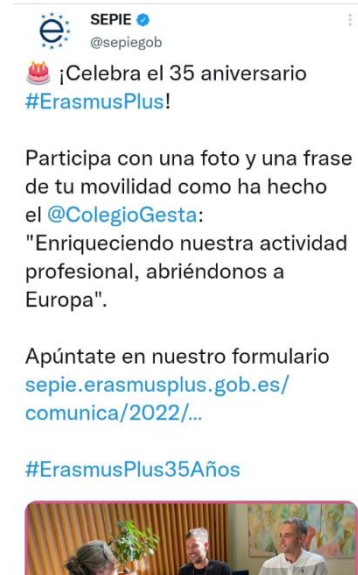 SEPIE
@sepiegob
🎂 ¡Celebra el 35 aniversario
#ErasmusPlus!
Participa con una foto y una frase
de tu movilidad como ha hecho
el @ColegioGesta:
"Enriqueciendo nuestra actividad
profesional, abriéndonos a
Europa".
Apúntate en nuestro formulario
sepie.erasmusplus.gob.es/
comunica/2022/...
#ErasmusPlus35Años